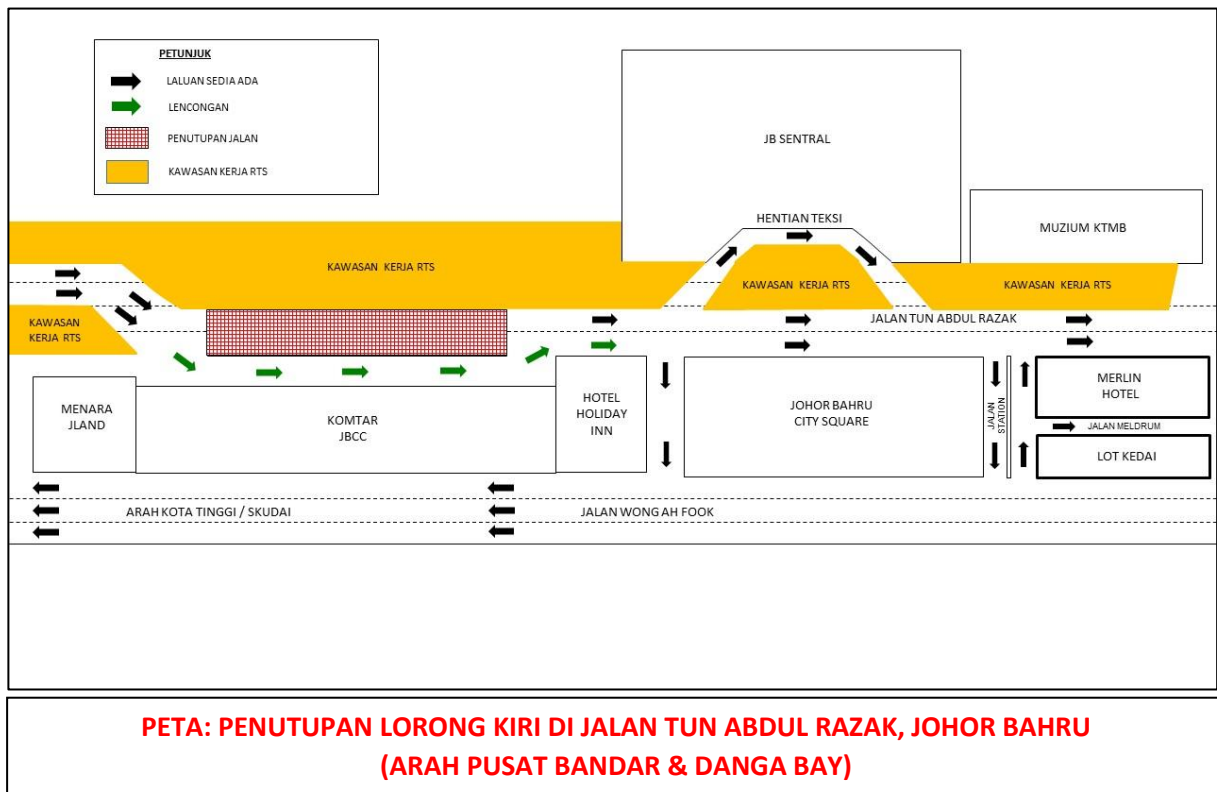 PETUNJUK
LALUAN SEDIA ADA
LENCONGAN
PENUTUPAN JALAN
KAWASAN KERJA RTS
JB SENTRAL
HENTIAN TEKSI
MUZIUM KTMB
KAWASAN KERJA RTS
KAWASAN KERJA RTS
KAWASAN KERJA RTS
KAWASAN
KERJA RTS
JALAN TUN ABDUL RAZAK
MENARA
JLAND
KOMTAR
JBCC
HOTEL
HOLIDAY
INN
JOHOR BAHRU
CITY SQUARE
JALAN
STATION
MERLIN
HOTEL
JALAN MELDRUM
LOT KEDAI
ARAH KOTA TINGGI / SKUDAI
JALAN WONG AH FOOK
PETA: PENUTUPAN LORONG KIRI DI JALAN TUN ABDUL RAZAK, JOHOR BAHRU
(ARAH PUSAT BANDAR & DANGA BAY)